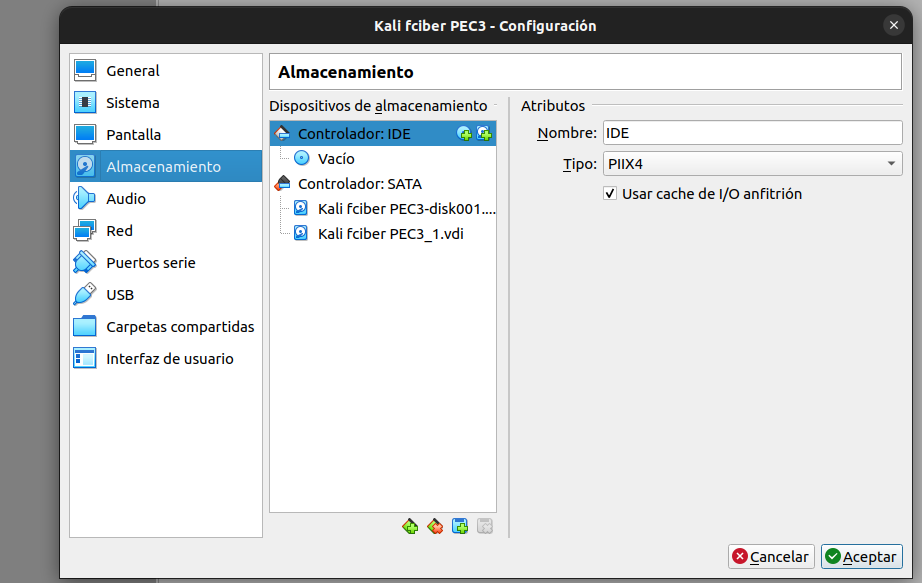 Kali fciber PEC3 - Configuración
General
Sistema
Pantalla
Almacenamiento
Audio
Red
Puertos serie
USB
Carpetas compartidas
Interfaz de usuario
Almacenamiento
Dispositivos de almacenamiento
Controlador: IDE
Vacío
Controlador: SATA
Kali fciber PEC3-disk001....
Kali fciber PEC3_1.vdi
Atributos
Nombre: IDE
Tipo: PIIX4
Usar cache de I/O anfitrión
Cancelar
Aceptar